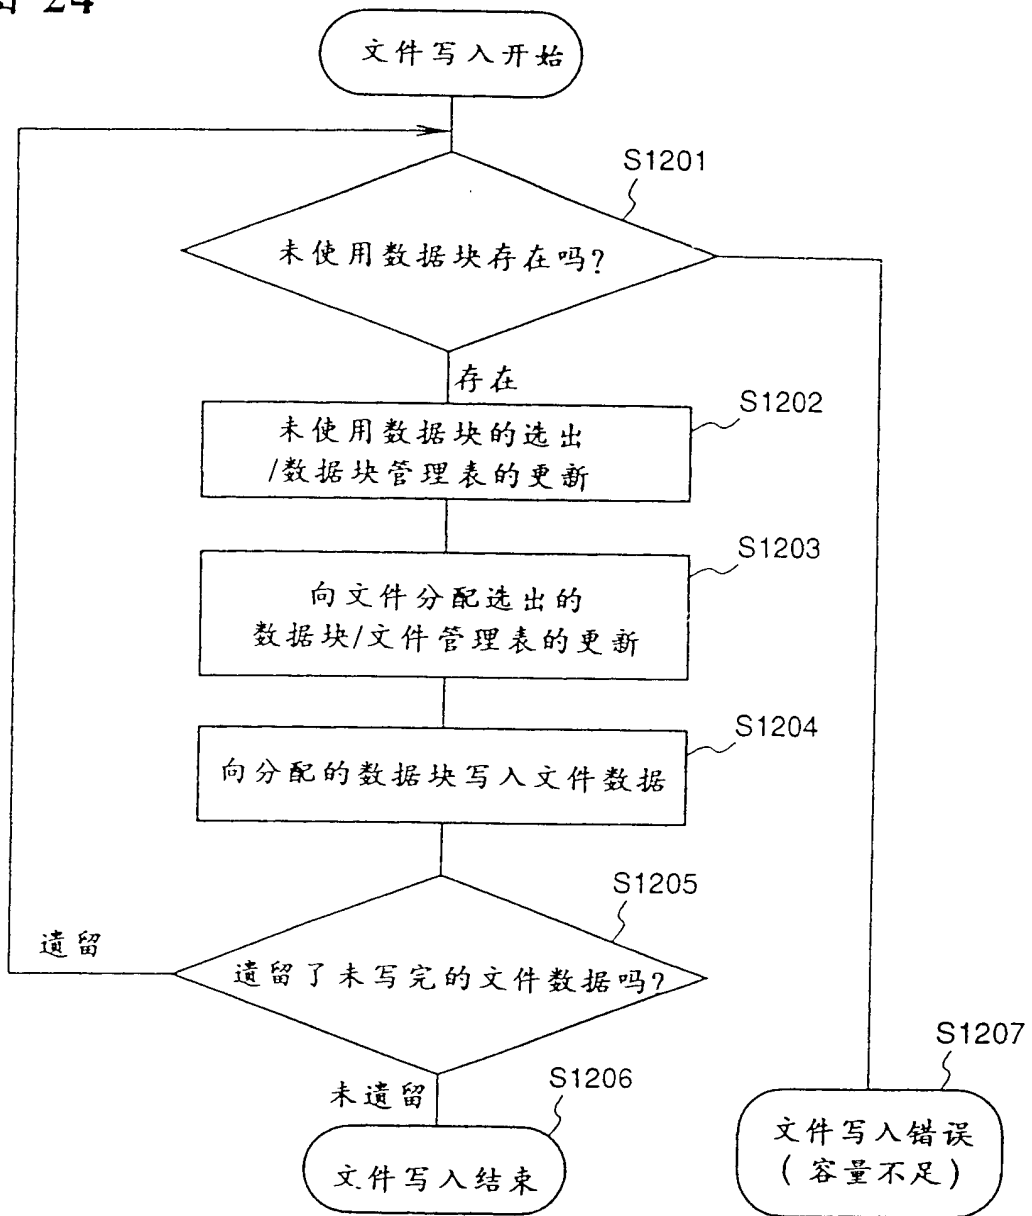 24
文件写入开始
S1201
未使用数据块存在吗?
存在
S1202
未使用数据块的选出
/数据块管理表的更新
S1203
向文件分配选出的
数据块/文件管理表的更新
S1204
向分配的数据块写入文件数据
S1205
遗留
遗留了未写完的文件数据吗?
未遗留
S1206
文件写入结束
S1207
文件写入错误
(容量不足)